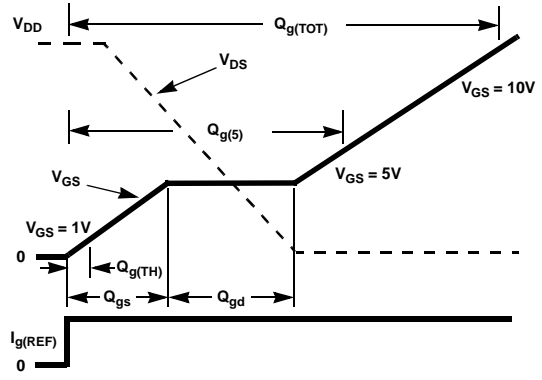 V_DD
Q_g(TOT)
V_DS
V_GS = 10V
Q_g(5)
V_GS
V_GS = 5V
V_GS = 1V
0
Q_g(TH)
Q_gs
Q_gd
I_g(REF)
0